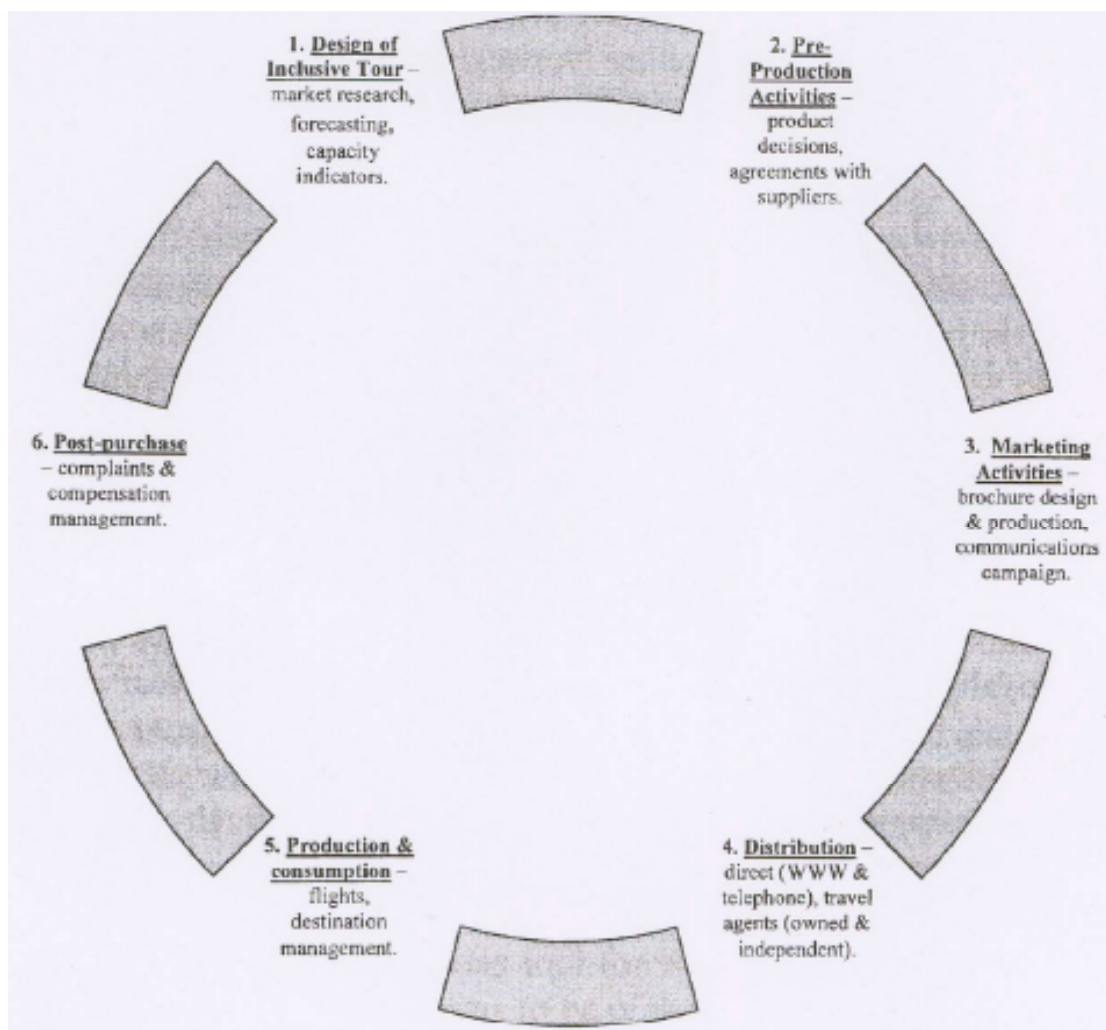 1. Design of
Inclusive Tour –
market research,
forecasting,
capacity
indicators.
2. Pre-
Production
Activities –
product
decisions,
agreements with
suppliers.
3. Marketing
Activities –
brochure design
& production,
communications
campaign.
4. Distribution –
direct (WWW &
telephone), travel
agents (owned &
independent).
5. Production &
consumption –
flights,
destination
management.
6. Post-purchase
– complaints &
compensation
management.